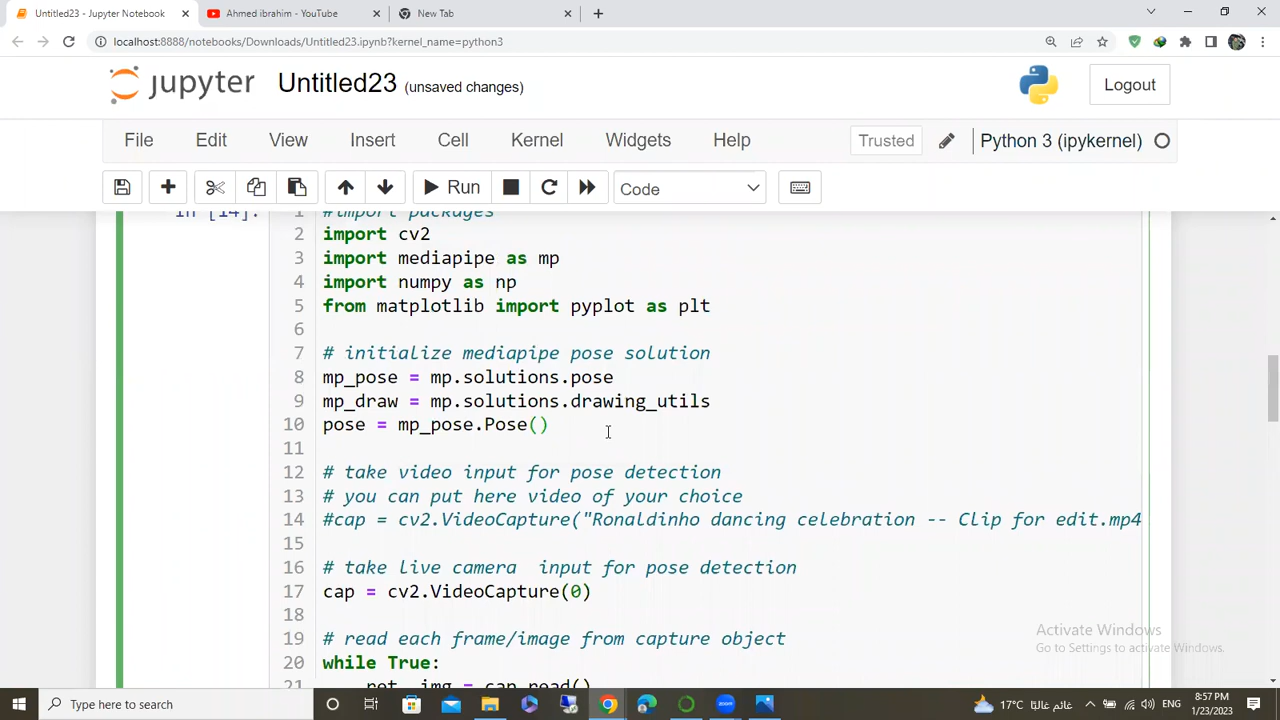 Untitled23 - Jupyter Notebook
Ahmed ibrahim - YouTube
New Tab
localhost:8888/notebooks/Downloads/Untitled23.ipynb?kernel_name=python3
jupyter Untitled23 (unsaved changes)
Logout
File Edit View Insert Cell Kernel Widgets Help
Trusted
Python 3 (ipykernel)
Run
Code
In [14]:
1 #import packages
2 import cv2
3 import mediapipe as mp
4 import numpy as np
5 from matplotlib import pyplot as plt
6
7 # initialize mediapipe pose solution
8 mp_pose = mp.solutions.pose
9 mp_draw = mp.solutions.drawing_utils
10 pose = mp_pose.Pose()
11
12 # take video input for pose detection
13 # you can put here video of your choice
14 #cap = cv2.VideoCapture("Ronaldinho dancing celebration -- Clip for edit.mp4
15
16 # take live camera  input for pose detection
17 cap = cv2.VideoCapture(0)
18
19 # read each frame/image from capture object
20 while True:
21 ret, img = cap.read()
Activate Windows
Go to Settings to activate Windows.
Type here to search
zoom
17°C غائم غالبًا
ENG
8:57 PM
1/23/2023